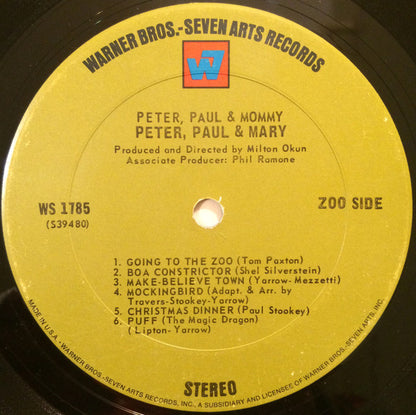 WARNER BROS.-SEVEN ARTS RECORDS
W7
PETER, PAUL & MOMMY
PETER, PAUL & MARY
Produced and Directed by Milton Okun
Associate Producer: Phil Ramone
WS 1785
(S39480)
ZOO SIDE
1. GOING TO THE ZOO (Tom Paxton)
2. BOA CONSTRICTOR (Shel Silverstein)
3. MAKE-BELIEVE TOWN (Yarrow-Mezzetti)
4. MOCKINGBIRD (Adapt. & Arr. by
Travers-Stookey-Yarrow)
5. CHRISTMAS DINNER (Paul Stookey)
6. PUFF (The Magic Dragon)
(Lipton-Yarrow)
STEREO
MADE IN U.S.A. • WARNER BROS.-SEVEN ARTS RECORDS, INC., A SUBSIDIARY AND LICENSEE OF WARNER BROS.-SEVEN ARTS, INC.